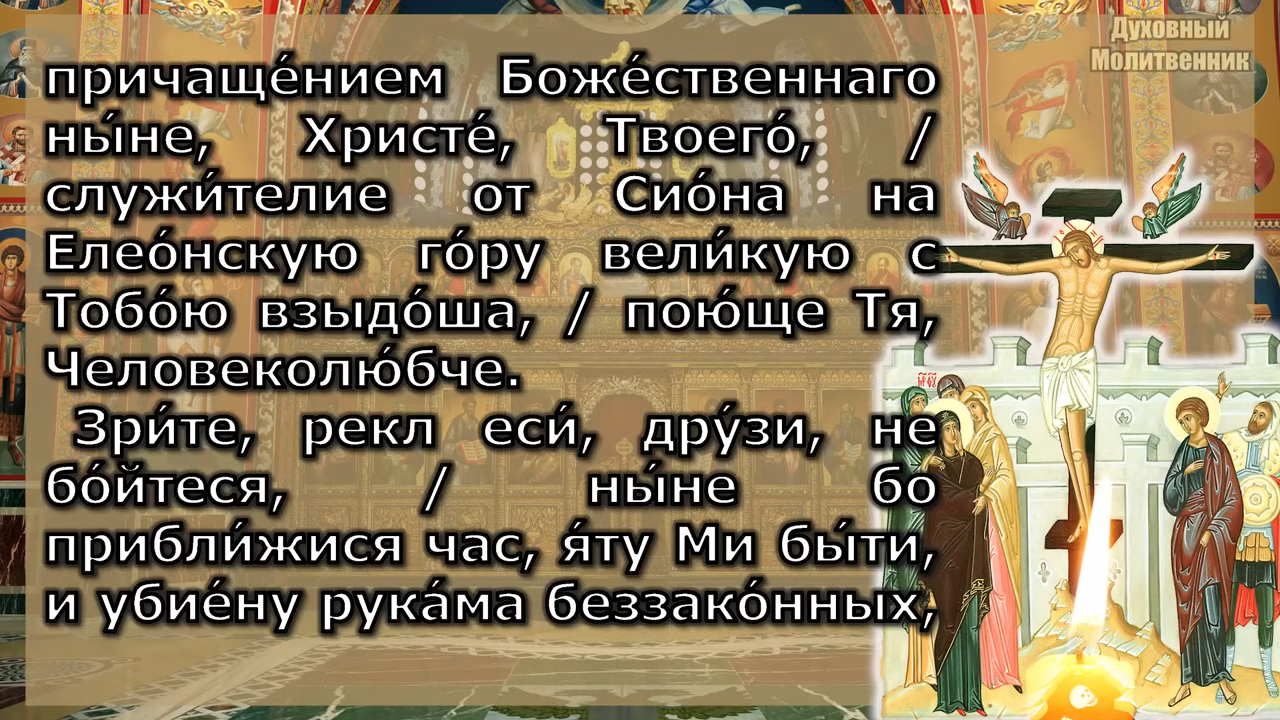 Духовный
Молитвенник
причаще́нием Боже́ственнаго
ны́не, Христе́, Твоего́, /
служи́телие от Сио́на на
Елео́нскую го́ру вели́кую с
Тобо́ю взыдо́ша, / пою́ще Тя,
Человеколю́бче.
Зри́те, рекл еси́, дру́зи, не
бо́йтеся, / ны́не бо
прибли́жися час, я́ту Ми бы́ти,
и убие́ну рука́ма беззако́нных,